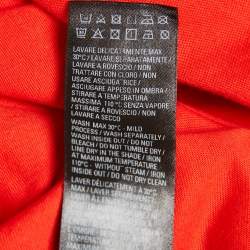 LAVARE DELICATAMENTE MAX
30°C/ LAVARE SEPARATAMENTE /
LAVARE A ROVESCIO / NON
TRATTARE CON CLORO / NON
ASCIUGARE ASCIUGATRICE /
ASCIUGARE APPESO IN OMBRA /
STIRARE A TEMPERATURA
MASSIMA 110 °C SENZA VAPORE
/ STIRARE A ROVESCIO / NON
LAVARE A SECCO
WASH MAX 30°C - MILD
PROCESS / WASH SEPARATELY /
WASH INSIDE OUT / DO NOT
BLEACH / DO NOT TUMBLE DRY /
LINE DRY IN THE SHADE / IRON
AT MAXIMUM TEMPERATURE
110°C - WITHOUT STEAM / IRON
INSIDE OUT / DO NOT DRY CLEAN
LAVER DÉLICATEMENT A